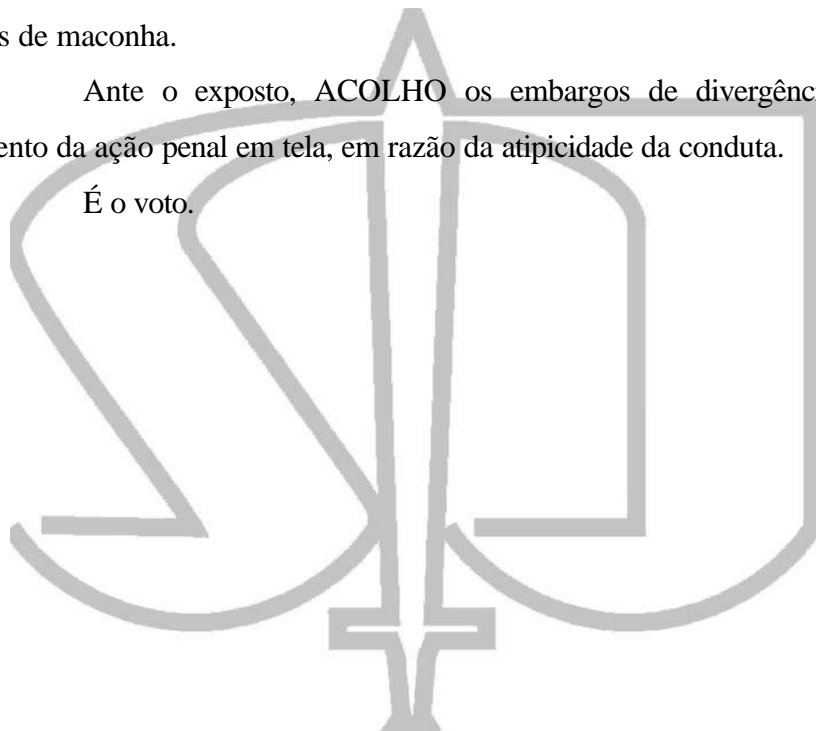 s de maconha.
Ante o exposto, ACOLHO os embargos de divergênc
ento da ação penal em tela, em razão da atipicidade da conduta.
É o voto.